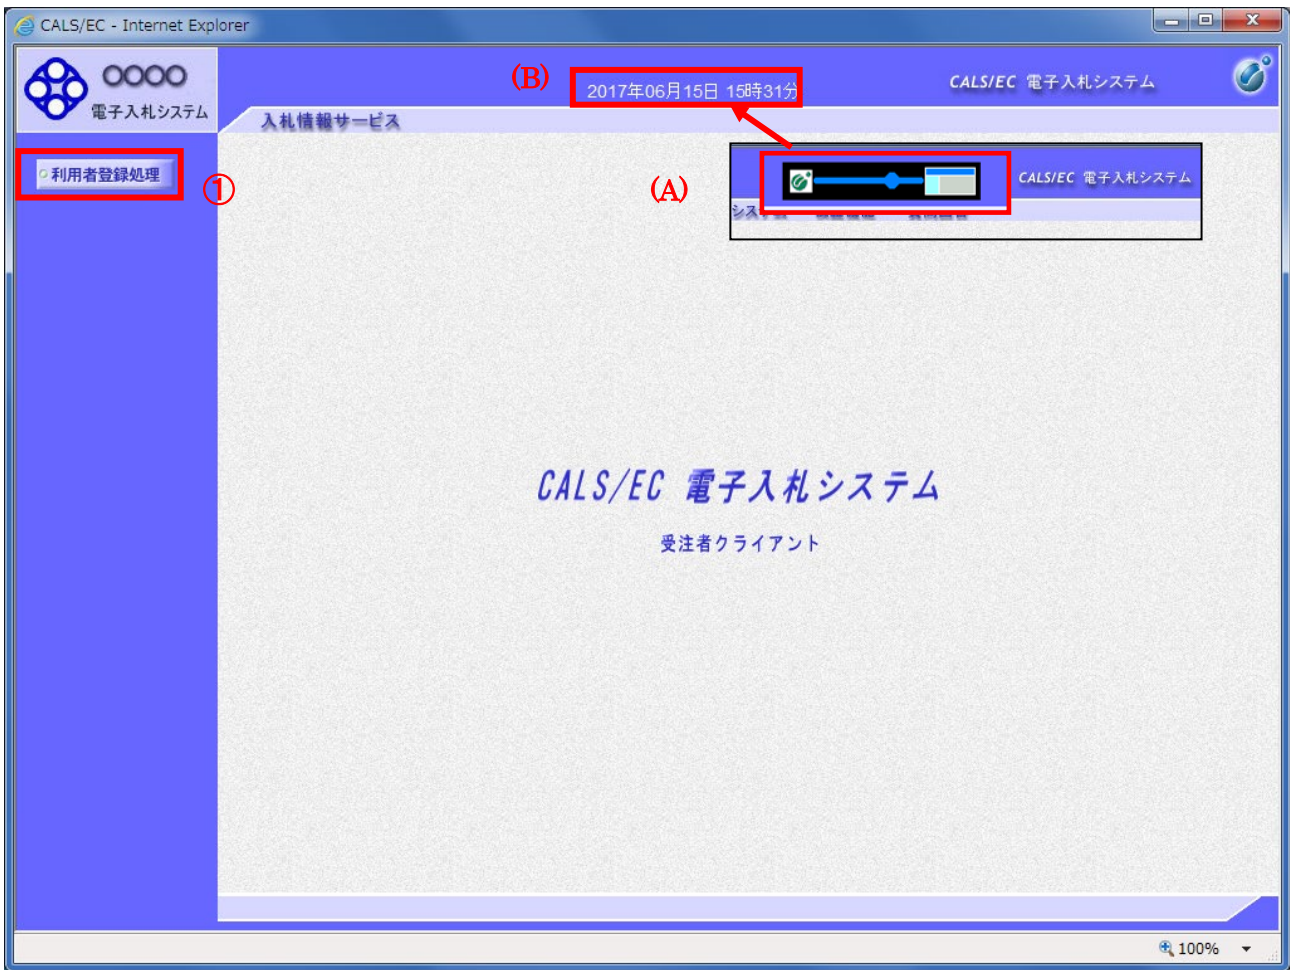 CALS/EC - Internet Explorer
○○○○
電子入札システム
(B)
2017年06月15日 15時31分
CALS/EC 電子入札システム
入札情報サービス
利用者登録処理
①
(A)
CALS/EC 電子入札システム
CALS/EC 電子入札システム
受注者クライアント
100%